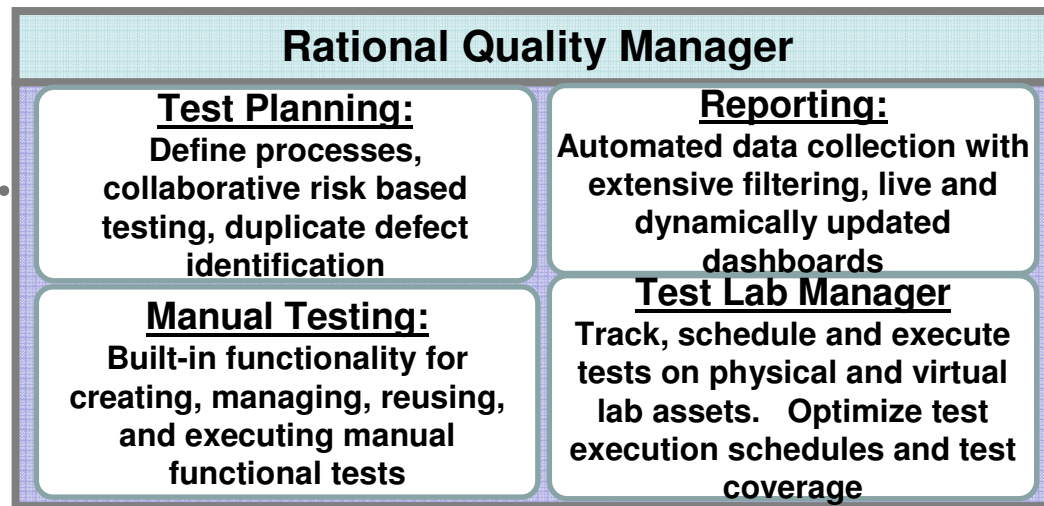 Rational Quality Manager
Test Planning:
Define processes,
collaborative risk based
testing, duplicate defect
identification
Reporting:
Automated data collection with
extensive filtering, live and
dynamically updated
dashboards
Manual Testing:
Built-in functionality for
creating, managing, reusing,
and executing manual
functional tests
Test Lab Manager
Track, schedule and execute
tests on physical and virtual
lab assets.   Optimize test
execution schedules and test
coverage